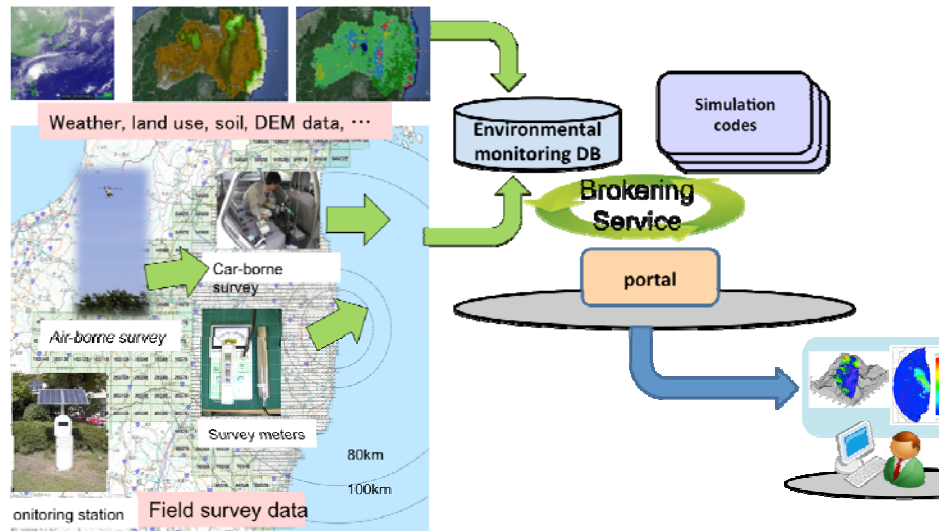 Weather, land use, soil, DEM data, …
Environmental
monitoring DB
Simulation
codes
Brokering
Service
portal
Car-borne
survey
Air-borne survey
Survey meters
80km
100km
onitoring station
Field survey data